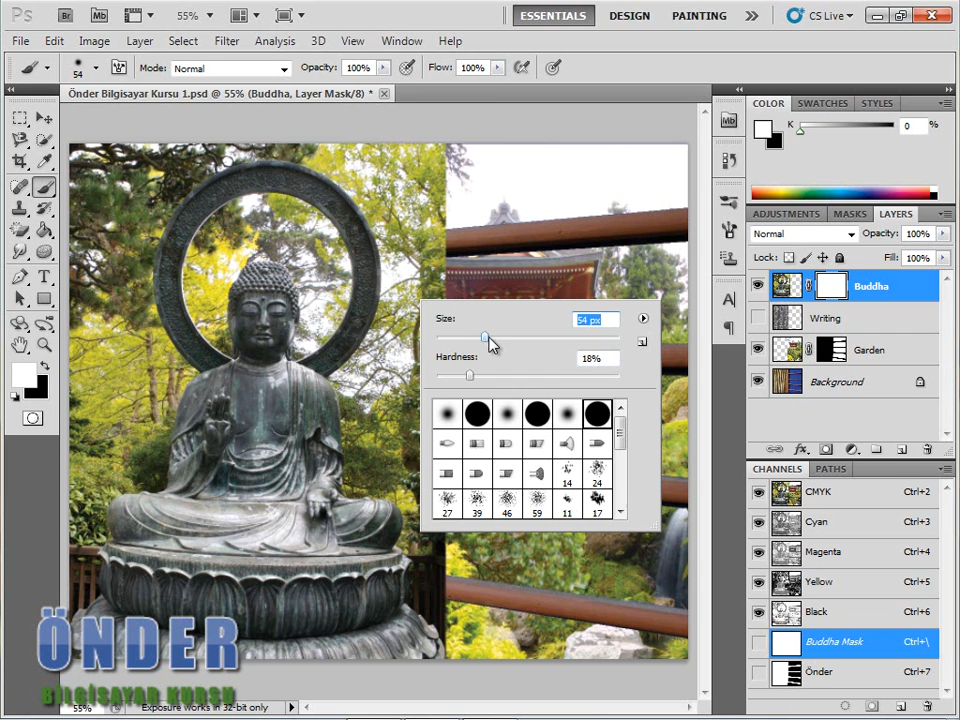 Ps Br Mb 55% ESSENTIALS DESIGN PAINTING CS Live
File Edit Image Layer Select Filter Analysis 3D View Window Help
54 Mode: Normal Opacity: 100% Flow: 100%
Önder Bilgisayar Kursu 1.psd @ 55% (Buddha, Layer Mask/8) *
COLOR SWATCHES STYLES
Mb
K 0 %
ADJUSTMENTS MASKS LAYERS
Normal Opacity: 100%
Lock: Fill: 100%
Buddha
Writing
Garden
Background
Size: 54 px
Hardness: 18%
14 24
27 39 46 59 11 17
CHANNELS PATHS
CMYK Ctrl+2
Cyan Ctrl+3
Magenta Ctrl+4
Yellow Ctrl+5
Black Ctrl+6
Buddha Mask Ctrl+\
Önder Ctrl+7
ÖNDER
BİLGİSAYAR KURSU
55% Exposure works in 32-bit only